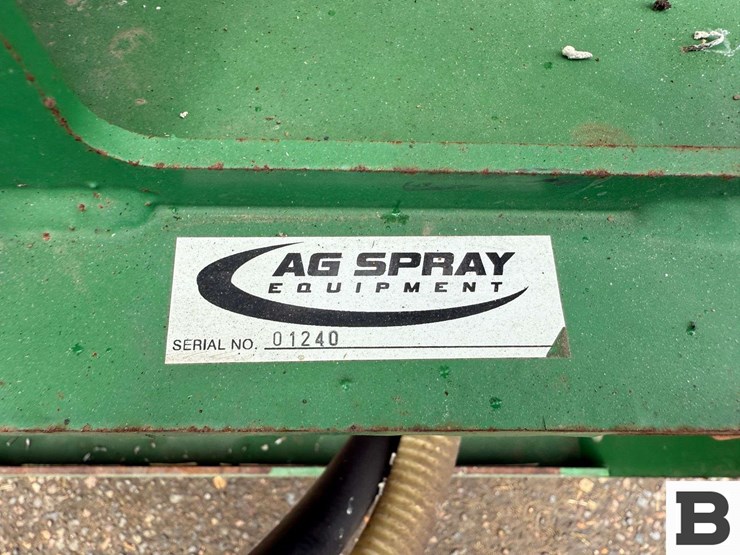 AG SPRAY
EQUIPMENT
SERIAL NO. 01240
B